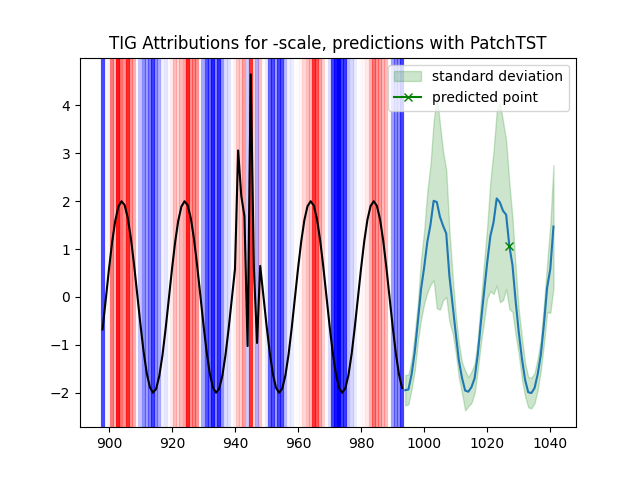 TIG Attributions for -scale, predictions with PatchTST
standard deviation
predicted point
4
3
2
1
0
−1
−2
900 920 940 960 980 1000 1020 1040